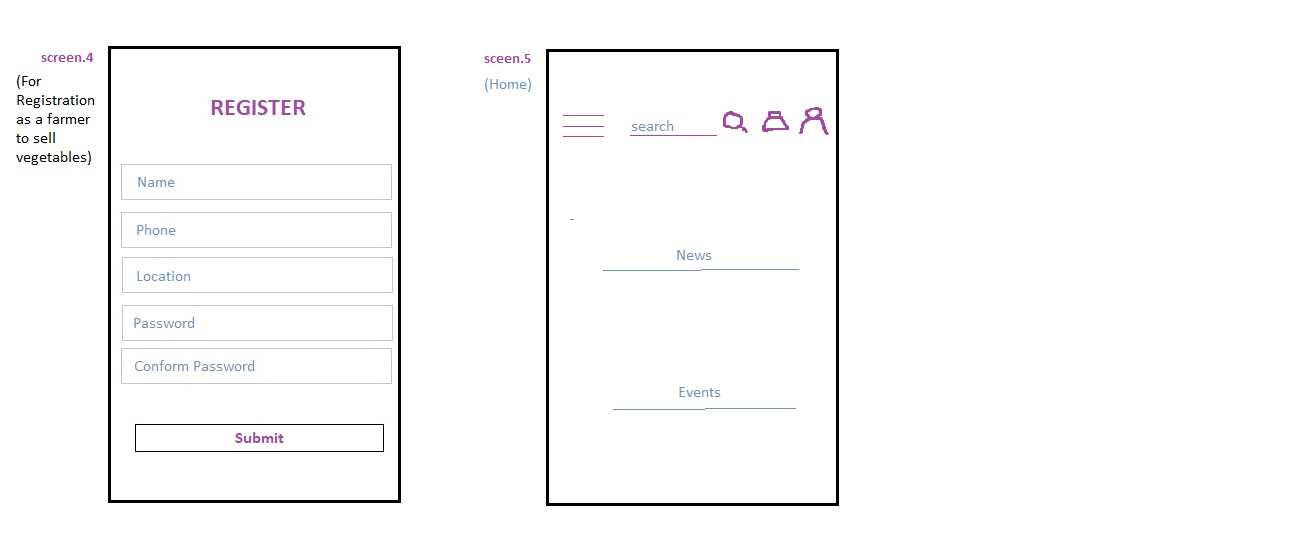 screen.4
(For
Registration
as a farmer
to sell
vegetables)
REGISTER
Name
Phone
Location
Password
Conform Password
Submit
sceen.5
(Home)
search
-
News
Events